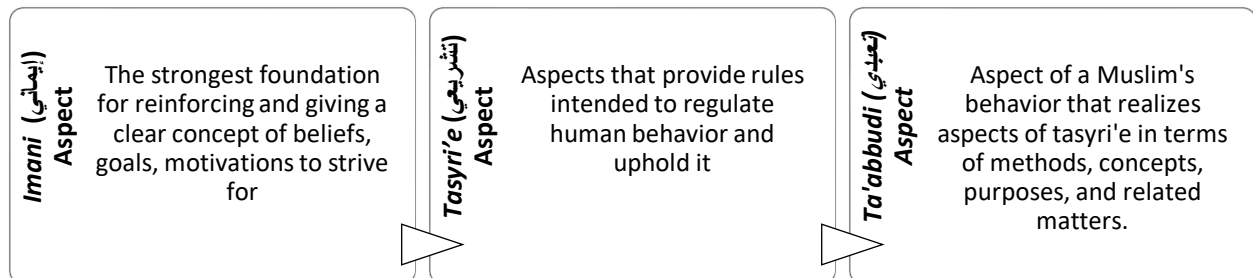 Imani (إيماني)
Aspect
The strongest foundation
for reinforcing and giving a
clear concept of beliefs,
goals, motivations to strive
for
Tasyri’e (تشريعي)
Aspect
Aspects that provide rules
intended to regulate
human behavior and
uphold it
Ta'abbudi (تعبدي)
Aspect
Aspect of a Muslim's
behavior that realizes
aspects of tasyri'e in terms
of methods, concepts,
purposes, and related
matters.